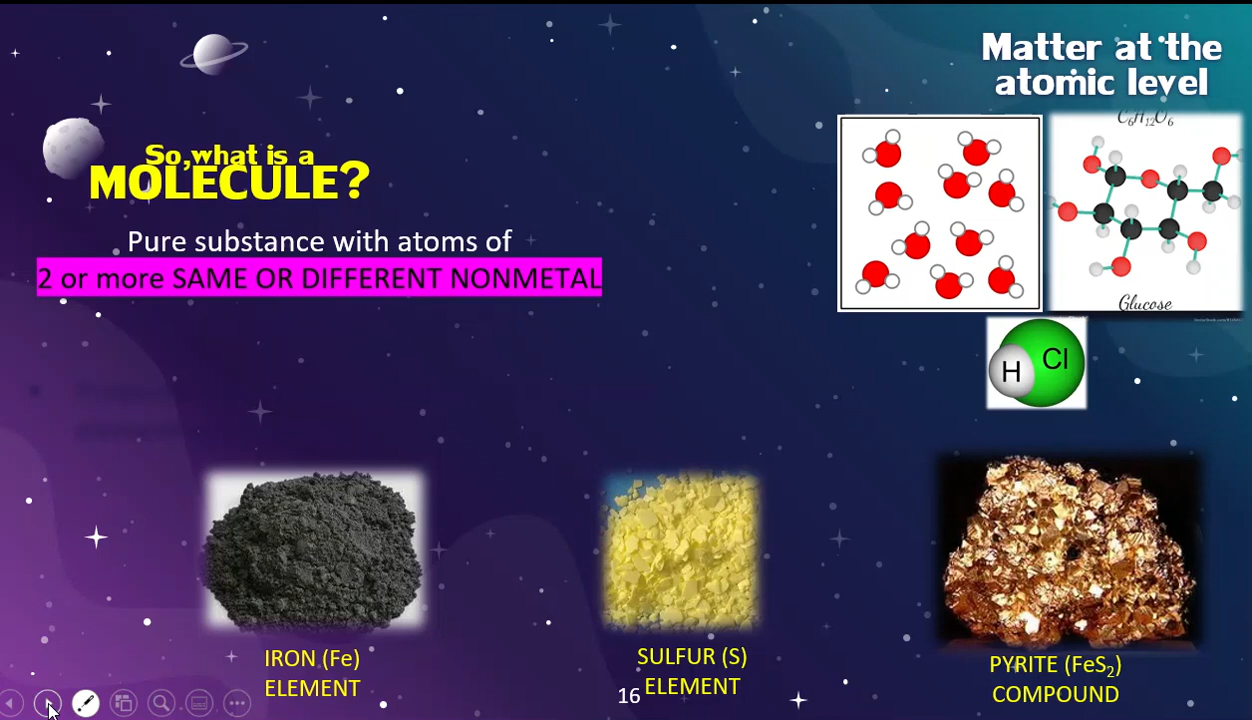 Matter at the
atomic level
So,what is a
MOLECULE?
Pure substance with atoms of
2 or more SAME OR DIFFERENT NONMETAL
C₆H₁₂O₆
Glucose
H
Cl
IRON (Fe)
ELEMENT
SULFUR (S)
ELEMENT
PYRITE (FeS₂)
COMPOUND
16